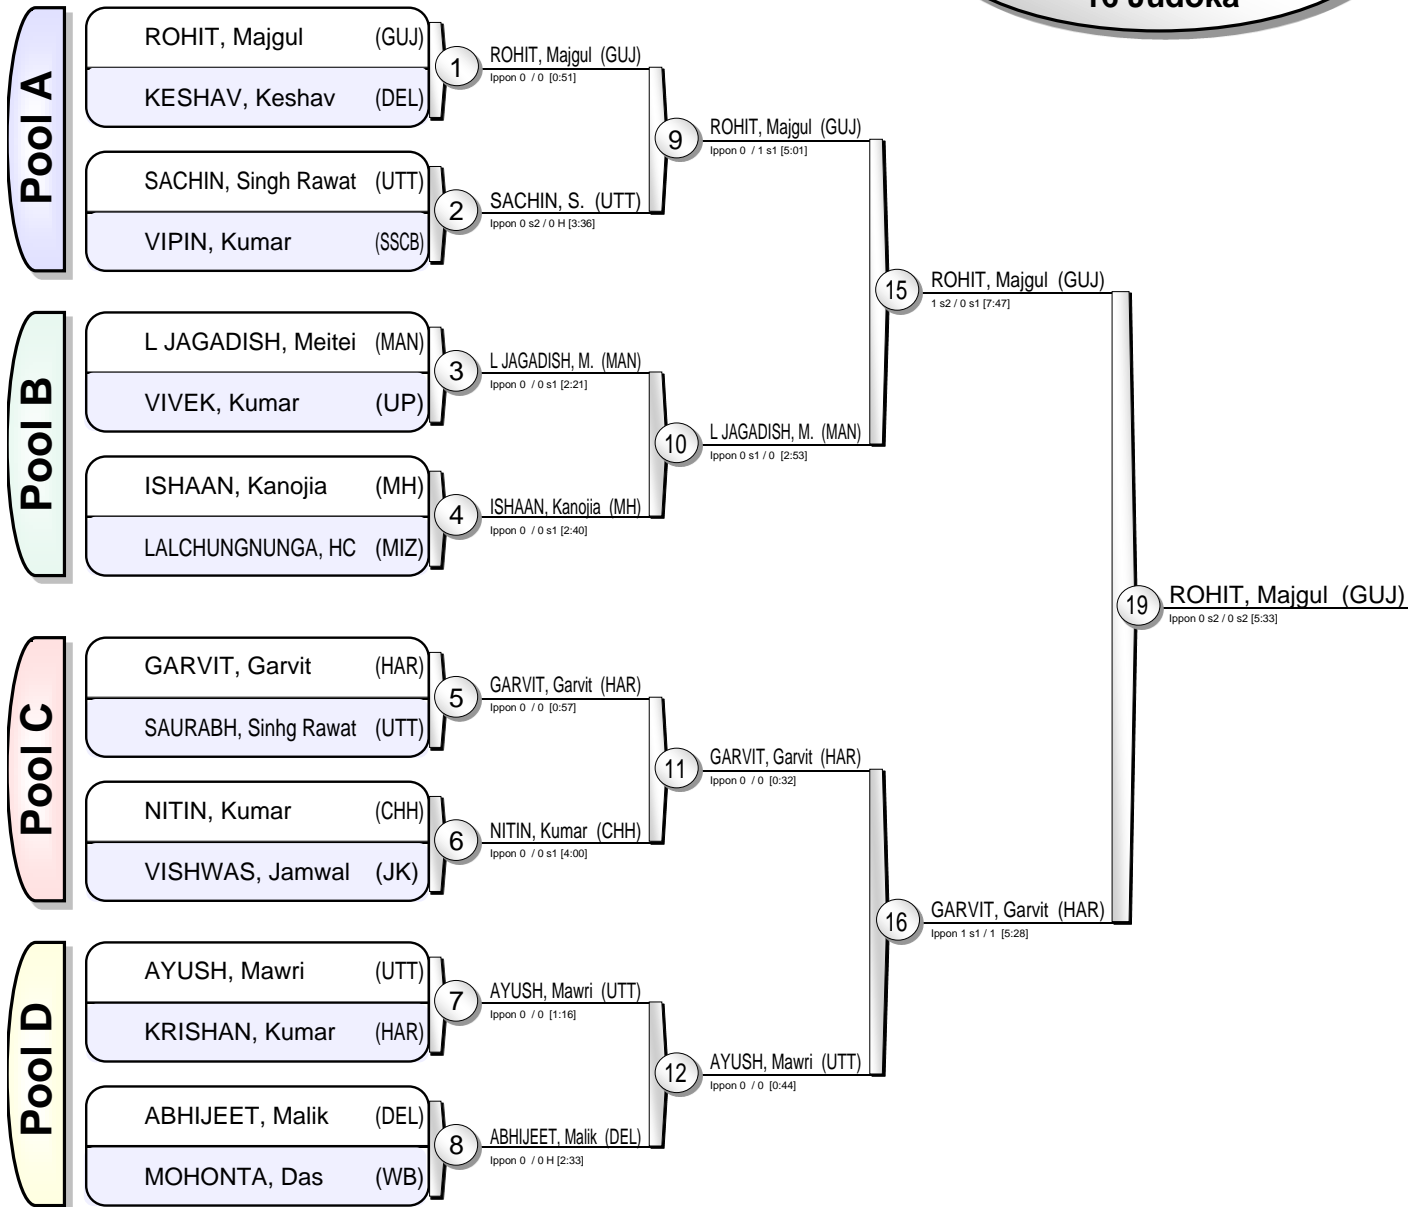 16 Judoka
Pool A
ROHIT, Majgul (GUJ)
KESHAV, Keshav (DEL)
1
ROHIT, Majgul (GUJ)
Ippon 0 / 0 [0:51]
SACHIN, Singh Rawat (UTT)
VIPIN, Kumar (SSCB)
2
SACHIN, S. (UTT)
Ippon 0 s2 / 0 H [3:36]
9
ROHIT, Majgul (GUJ)
Ippon 0 / 1 s1 [5:01]
Pool B
L JAGADISH, Meitei (MAN)
VIVEK, Kumar (UP)
3
L JAGADISH, M. (MAN)
Ippon 0 / 0 s1 [2:21]
ISHAAN, Kanojia (MH)
LALCHUNGNUNGA, HC (MIZ)
4
ISHAAN, Kanojia (MH)
Ippon 0 / 0 s1 [2:40]
10
L JAGADISH, M. (MAN)
Ippon 0 s1 / 0 [2:53]
15
ROHIT, Majgul (GUJ)
1 s2 / 0 s1 [7:47]
Pool C
GARVIT, Garvit (HAR)
SAURABH, Sinhg Rawat (UTT)
5
GARVIT, Garvit (HAR)
Ippon 0 / 0 [0:57]
NITIN, Kumar (CHH)
VISHWAS, Jamwal (JK)
6
NITIN, Kumar (CHH)
Ippon 0 / 0 s1 [4:00]
11
GARVIT, Garvit (HAR)
Ippon 0 / 0 [0:32]
Pool D
AYUSH, Mawri (UTT)
KRISHAN, Kumar (HAR)
7
AYUSH, Mawri (UTT)
Ippon 0 / 0 [1:16]
ABHIJEET, Malik (DEL)
MOHONTA, Das (WB)
8
ABHIJEET, Malik (DEL)
Ippon 0 / 0 H [2:33]
12
AYUSH, Mawri (UTT)
Ippon 0 / 0 [0:44]
16
GARVIT, Garvit (HAR)
Ippon 1 s1 / 1 [5:28]
19
ROHIT, Majgul (GUJ)
Ippon 0 s2 / 0 s2 [5:33]